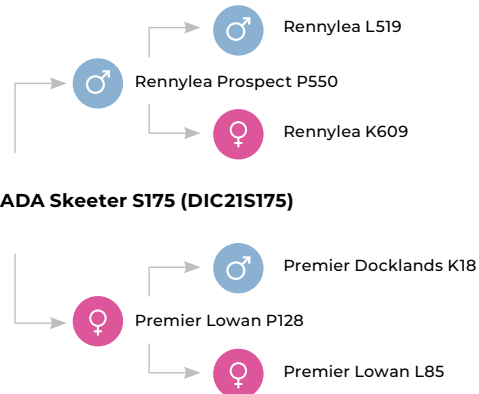 Rennylea L519
Rennylea Prospect P550
Rennylea K609
ADA Skeeter S175 (DIC21S175)
Premier Docklands K18
Premier Lowan P128
Premier Lowan L85